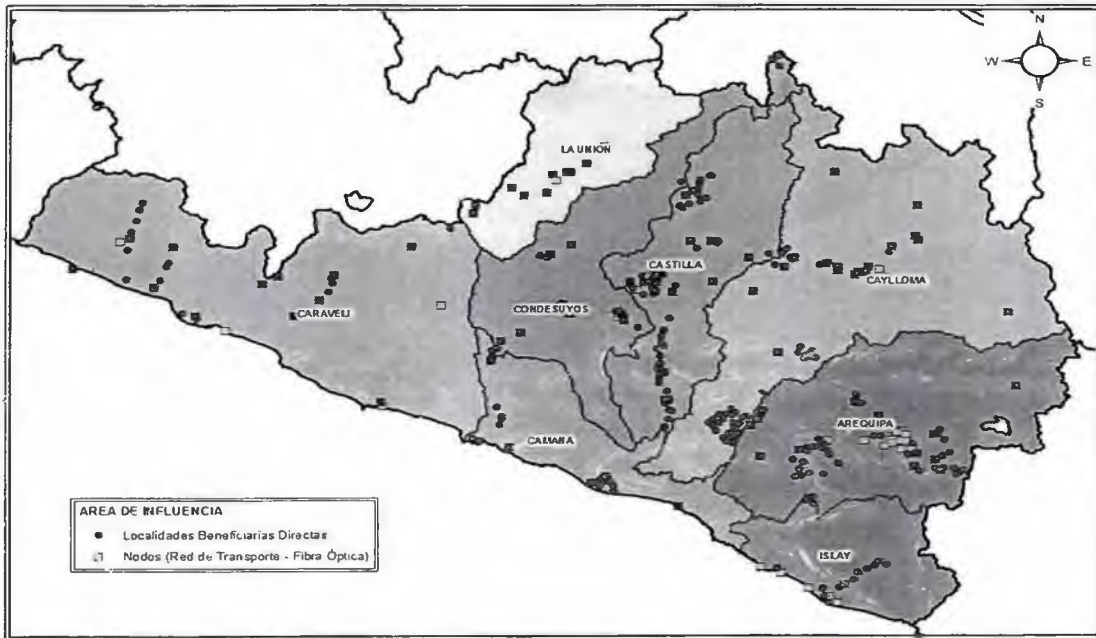 N
W E
S
LA UNIÓN
CASTILLA
CAYLLOMA
CONDESUYOS
CARAVELI
AREQUIPA
CAMANA
ISLAY
AREA DE INFLUENCIA
Localidades Beneficiarias Directas
Nodos (Red de Transporte - Fibra Óptica)